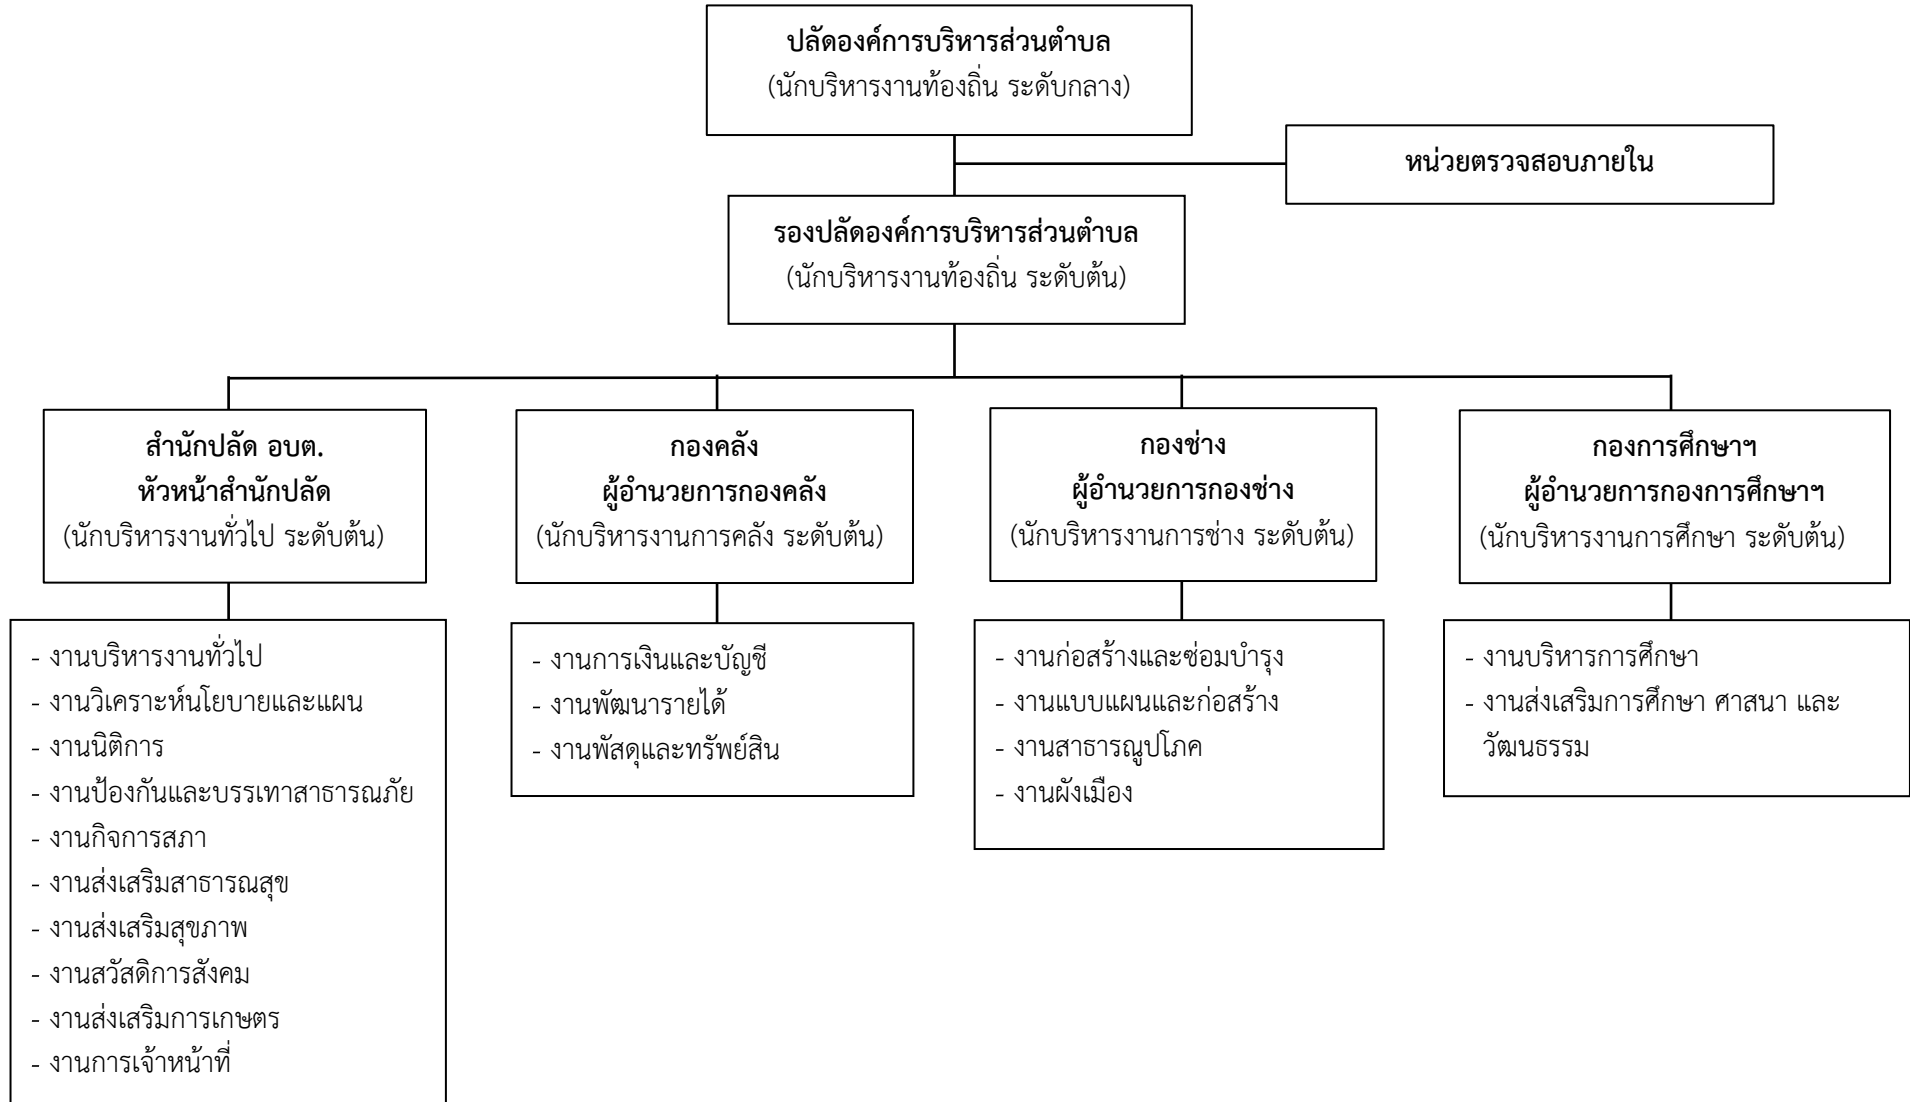 ปลัดองค์การบริหารส่วนตำบล
(นักบริหารงานท้องถิ่น ระดับกลาง)
หน่วยตรวจสอบภายใน
รองปลัดองค์การบริหารส่วนตำบล
(นักบริหารงานท้องถิ่น ระดับต้น)
สำนักปลัด อบต.
หัวหน้าสำนักปลัด
(นักบริหารงานทั่วไป ระดับต้น)
กองคลัง
ผู้อำนวยการกองคลัง
(นักบริหารงานการคลัง ระดับต้น)
กองช่าง
ผู้อำนวยการกองช่าง
(นักบริหารงานการช่าง ระดับต้น)
กองการศึกษาฯ
ผู้อำนวยการกองการศึกษาฯ
(นักบริหารงานการศึกษา ระดับต้น)
- งานบริหารงานทั่วไป
- งานวิเคราะห์นโยบายและแผน
- งานนิติการ
- งานป้องกันและบรรเทาสาธารณภัย
- งานกิจการสภา
- งานส่งเสริมสาธารณสุข
- งานส่งเสริมสุขภาพ
- งานสวัสดิการสังคม
- งานส่งเสริมการเกษตร
- งานการเจ้าหน้าที่
- งานการเงินและบัญชี
- งานพัฒนารายได้
- งานพัสดุและทรัพย์สิน
- งานก่อสร้างและซ่อมบำรุง
- งานแบบแผนและก่อสร้าง
- งานสาธารณูปโภค
- งานผังเมือง
- งานบริหารการศึกษา
- งานส่งเสริมการศึกษา ศาสนา และ
วัฒนธรรม